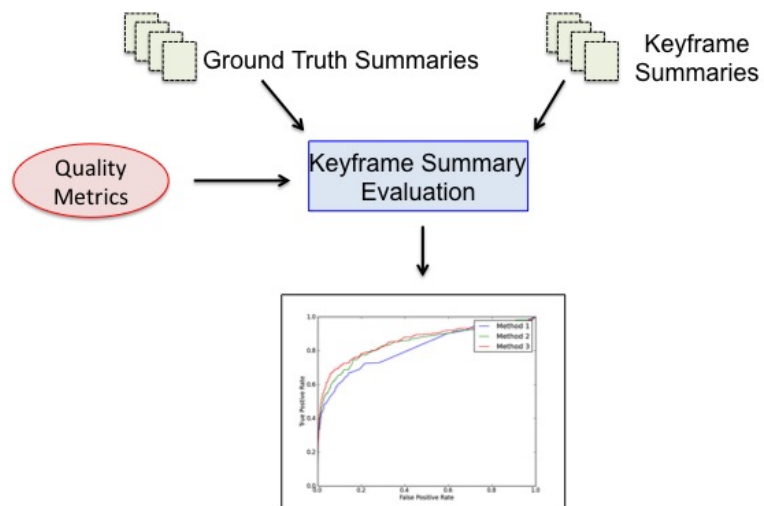 Ground Truth Summaries
Keyframe
Summaries
Quality
Metrics
Keyframe Summary
Evaluation
1.0
0.8
0.6
0.4
0.2
0.0
True Positive Rate
Method 1
Method 2
Method 3
0.0
0.2
0.4
0.6
0.8
1.0
False Positive Rate